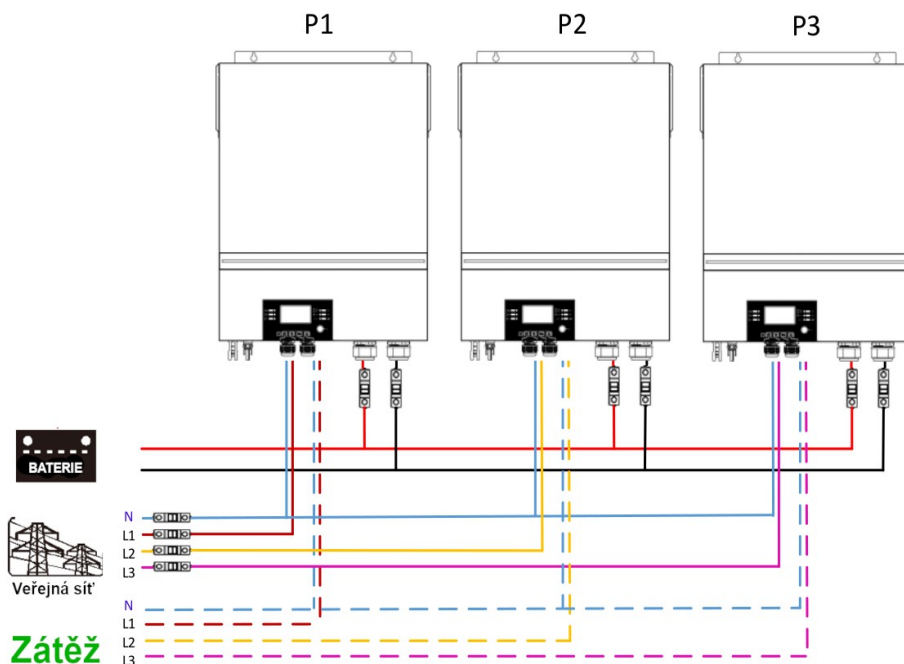 P1
P2
P3
BATERIE
N
L1
L2
L3
Veřejná síť
N
L1
L2
L3
Zátěž